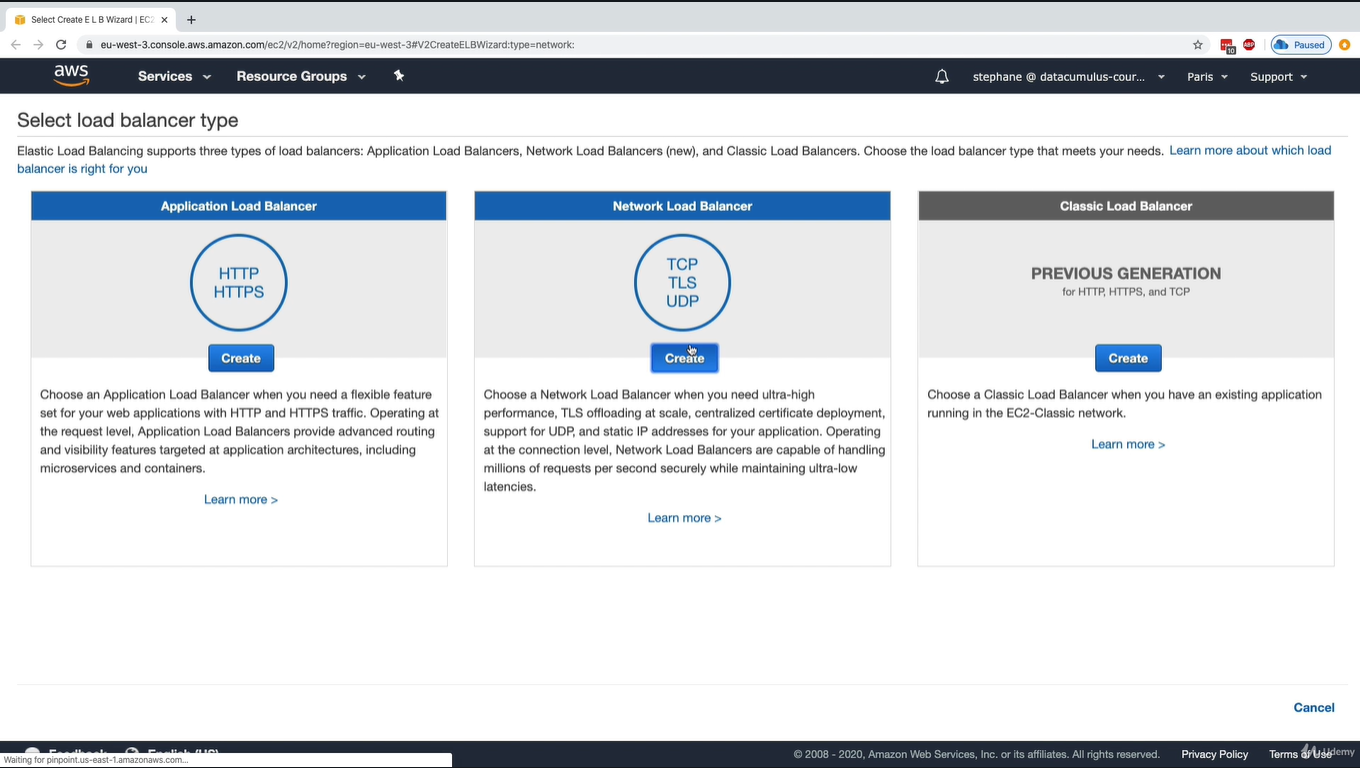 Select Create E L B Wizard | EC2
eu-west-3.console.aws.amazon.com/ec2/v2/home?region=eu-west-3#V2CreateELBWizard:type=network:
10
ABP
Paused
aws
Services
Resource Groups
stephane @ datacumulus-cour...
Paris
Support
Select load balancer type
Elastic Load Balancing supports three types of load balancers: Application Load Balancers, Network Load Balancers (new), and Classic Load Balancers. Choose the load balancer type that meets your needs. Learn more about which load
balancer is right for you
Application Load Balancer
HTTP
HTTPS
Create
Choose an Application Load Balancer when you need a flexible feature
set for your web applications with HTTP and HTTPS traffic. Operating at
the request level, Application Load Balancers provide advanced routing
and visibility features targeted at application architectures, including
microservices and containers.
Learn more >
Network Load Balancer
TCP
TLS
UDP
Create
Choose a Network Load Balancer when you need ultra-high
performance, TLS offloading at scale, centralized certificate deployment,
support for UDP, and static IP addresses for your application. Operating
at the connection level, Network Load Balancers are capable of handling
millions of requests per second securely while maintaining ultra-low
latencies.
Learn more >
Classic Load Balancer
PREVIOUS GENERATION
for HTTP, HTTPS, and TCP
Create
Choose a Classic Load Balancer when you have an existing application
running in the EC2-Classic network.
Learn more >
Cancel
Feedback
English (US)
Waiting for pinpoint.us-east-1.amazonaws.com...
© 2008 - 2020, Amazon Web Services, Inc. or its affiliates. All rights reserved.
Privacy Policy
Terms of Use
Udemy